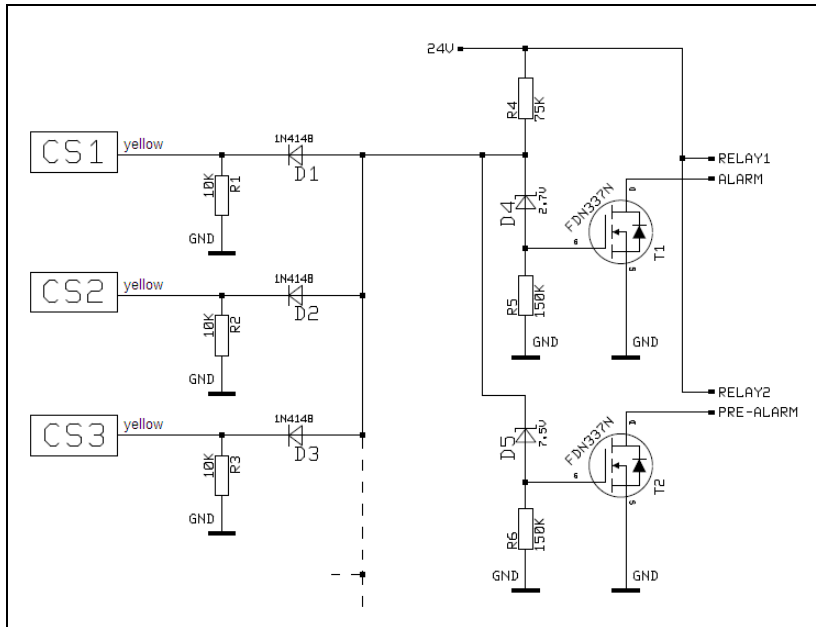 24V
R4
75K
CS1
yellow
1N4148
D1
10K
R1
GND
RELAY1
ALARM
D4
2.7V
FDN337N
D
G
S
T1
R5
150K
GND
GND
CS2
yellow
1N4148
D2
10K
R2
GND
RELAY2
PRE-ALARM
CS3
yellow
1N4148
D3
10K
R3
GND
D5
7.5V
FDN337N
D
G
S
T2
R6
150K
GND
GND